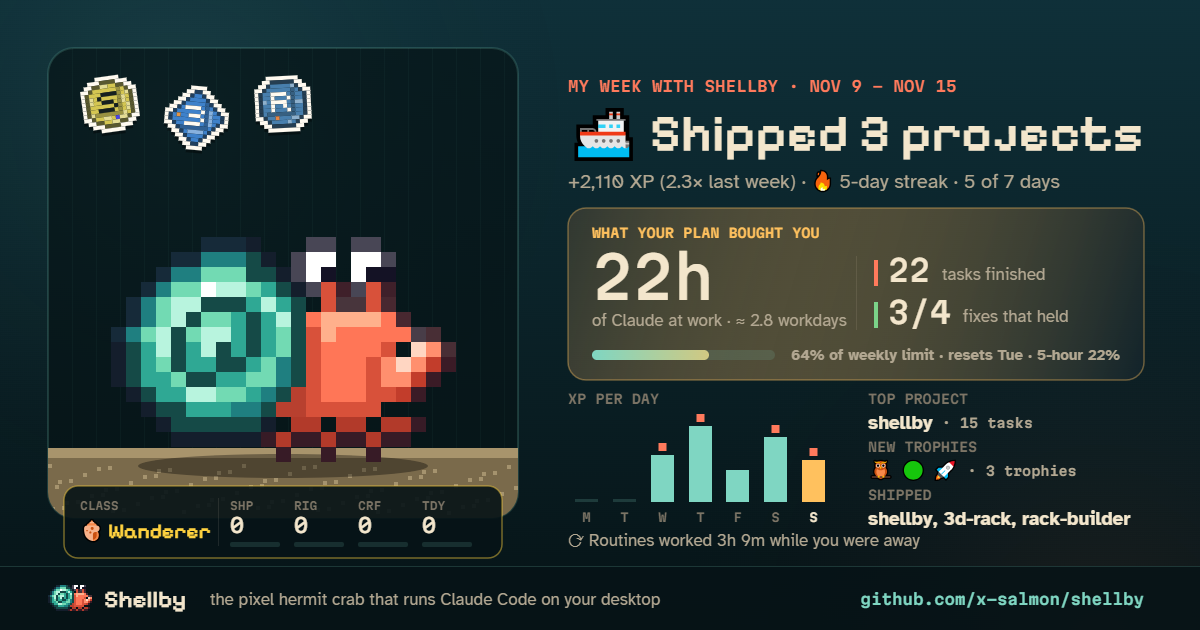 S
3
R
MY WEEK WITH SHELLBY · NOV 9 – NOV 15
Shipped 3 projects
+2,110 XP (2.3× last week) · 5-day streak · 5 of 7 days
WHAT YOUR PLAN BOUGHT YOU
22h
of Claude at work · ≈ 2.8 workdays
22 tasks finished
3/4 fixes that held
64% of weekly limit · resets Tue · 5-hour 22%
XP PER DAY
M T W T F S S
TOP PROJECT
shellby · 15 tasks
NEW TROPHIES
· 3 trophies
SHIPPED
shellby, 3d-rack, rack-builder
Routines worked 3h 9m while you were away
CLASS
Wanderer
SHP RIG CRF TDY
0 0 0 0
Shellby
the pixel hermit crab that runs Claude Code on your desktop
github.com/x-salmon/shellby